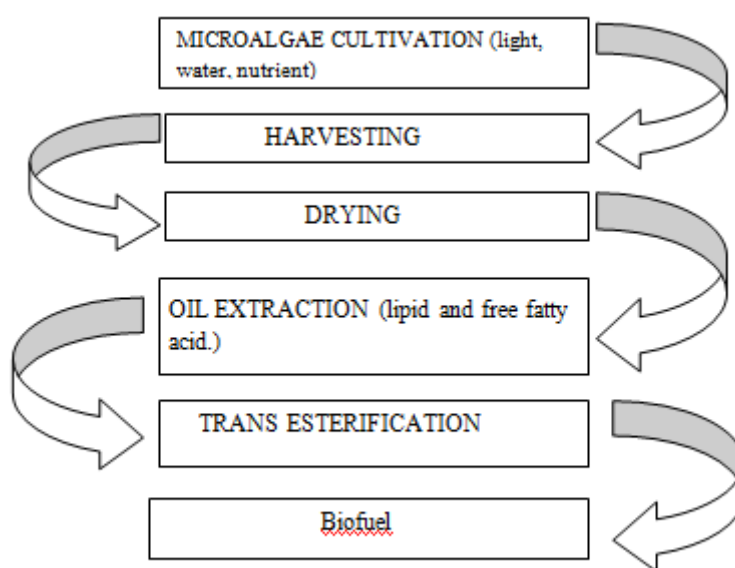 MICROALGAE CULTIVATION (light,
water, nutrient)
HARVESTING
DRYING
OIL EXTRACTION (lipid and free fatty
acid.)
TRANS ESTERIFICATION
Biofuel